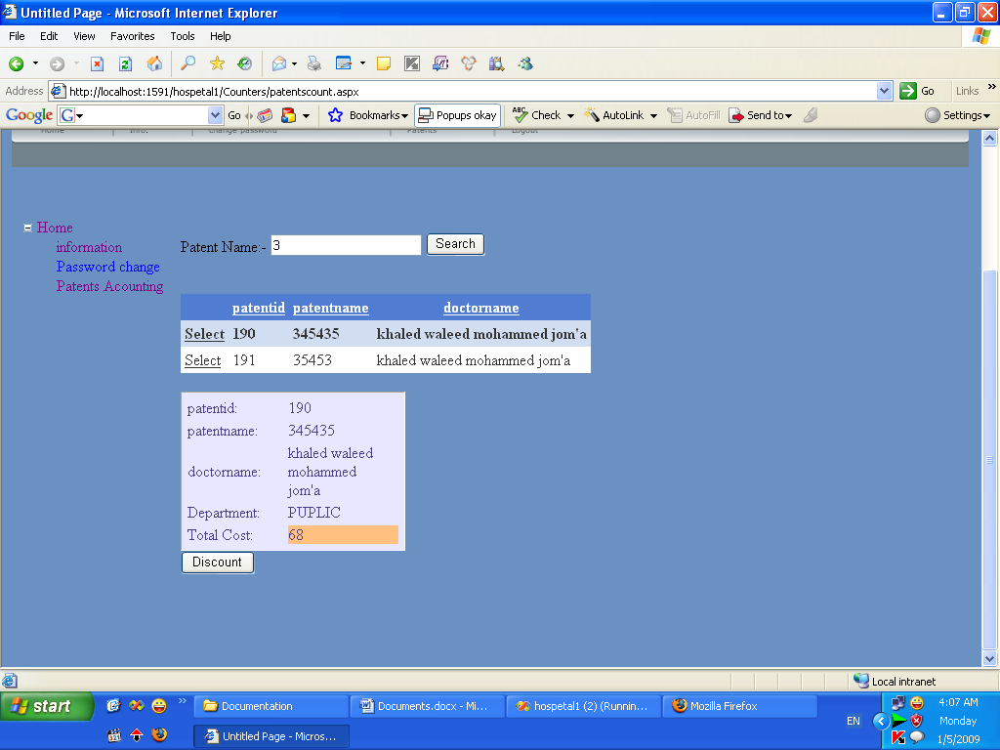 Untitled Page - Microsoft Internet Explorer
File Edit View Favorites Tools Help
Address http://localhost:1591/hospetal1/Counters/patentscount.aspx Go Links »
Google G Go Bookmarks Popups okay Check AutoLink AutoFill Send to Settings
Home Info. Change password Patents Logout
Home
information
Password change
Patents Acounting
Patent Name:- 3 Search
patentid patentname doctorname
Select 190 345435 khaled waleed mohammed jom'a
Select 191 35453 khaled waleed mohammed jom'a
patentid: 190
patentname: 345435
doctorname: khaled waleed
mohammed
jom'a
Department: PUPLIC
Total Cost: 68
Discount
Local intranet
start » Documentation Documents.docx - Mi... hospetal1 (2) (Runnin... Mozilla Firefox 4:07 AM
EN Monday
Untitled Page - Micros... 1/5/2009